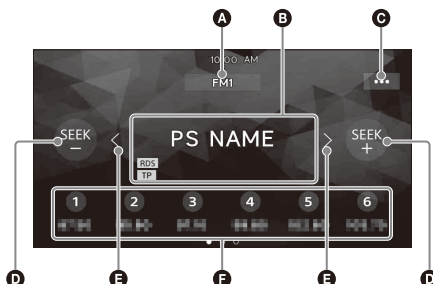 A B C
10:00 AM
FM1
SEEK − < PS NAME > SEEK +
RDS
TP
1 2 3 4 5 6
D E F E D